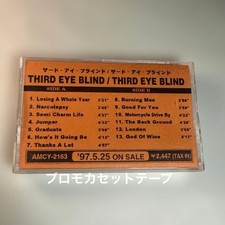 サード・アイ・ブラインド/サード・アイ・ブラインド
THIRD EYE BLIND / THIRD EYE BLIND
SIDE A
1. Losing A Whole Year
2. Narcolepsy
3. Semi Charm Life
4. Jumper
5. Graduate
6. How's It Going Be
7. Thanks A Lot
SIDE B
8. Burning Man
9. Good For You
10. Motorcycle Drive By
11. The Back Ground
12. London
13. God Of Wine
AMCY-2163
'97.5.25 ON SALE
¥2,447 (TAX IN)
プロモカセットテープ